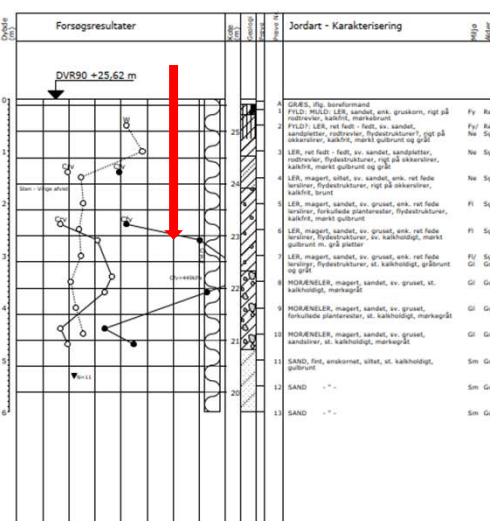 Dybde (m)
Forsøgsresultater
Kote (m)
Geologi
Prøve Nr.
Jordart - Karakterisering
Miljø
Alder
DVR90 +25,62 m
0
1
2
3
4
5
6
W
Cfv
Cfv
Sten - Vinge afvist
Cfv
Cfv
Cfv>440kPa
N=11
25
24
23
22
21
20
A GRÆS, iflg. boreformand
1 FYLD: MULD: LER, sandet, enk. gruskorn, rigt på Fy
rodtrevler, kalkfrit, mørkebrunt
2 FYLD?: LER, ret fedt - fedt, sv. sandet, Fy/
sandpletter, rodtrevler, flydestrukturer?, rigt på Ne
okkerslirer, kalkfrit, mørkt gulbrunt og gråt
3 LER, ret fedt - fedt, sv. sandet, sandpletter, Ne
rodtrevler, flydestrukturer, rigt på okkerslirer,
kalkfrit, mørkt gulbrunt og gråt
4 LER, magert, siltet, sv. sandet, enk. ret fede Ne
lerslirer, flydestrukturer, rigt på okkerslirer,
kalkfrit, brunt
5 LER, magert, sandet, sv. gruset, enk. ret fede Fl
lerslirer, forkullede planterester, flydestrukturer,
kalkfrit, mørkt gulbrunt
6 LER, magert, sandet, sv. gruset, enk. ret fede Fl
lerslirer, flydestrukturer, sv. kalkholdigt, mørkt
gulbrunt m. grå pletter
7 LER, magert, sandet, sv. gruset, enk. ret fede Fl/
lerslirer, flydestrukturer, st. kalkholdigt, gråbrunt Gl
og gråt
8 MORÆNELER, magert, sandet, sv. gruset, st. Gl
kalkholdigt, mørkegråt
9 MORÆNELER, magert, sandet, sv. gruset, Gl
forkullede planterester, st. kalkholdigt, mørkegråt
10 MORÆNELER, magert, sandet, sv. gruset, Gl
sandslirer, st. kalkholdigt, mørkegråt
11 SAND, fint, enskornet, siltet, st. kalkholdigt, Sm
gulbrunt
12 SAND - " - Sm
13 SAND - " - Sm